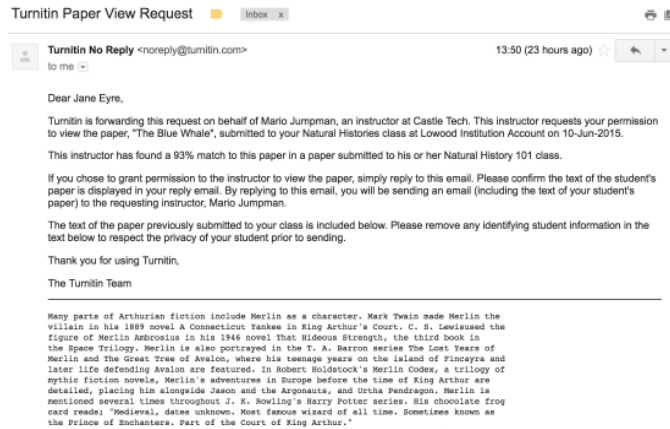 Turnitin Paper View Request Inbox x
Turnitin No Reply <noreply@turnitin.com> 13:50 (23 hours ago)
to me
Dear Jane Eyre,
Turnitin is forwarding this request on behalf of Mario Jumpman, an instructor at Castle Tech. This instructor requests your permission
to view the paper, "The Blue Whale", submitted to your Natural Histories class at Lowood Institution Account on 10-Jun-2015.
This instructor has found a 93% match to this paper in a paper submitted to his or her Natural History 101 class.
If you chose to grant permission to the instructor to view the paper, simply reply to this email. Please confirm the text of the student's
paper is displayed in your reply email. By replying to this email, you will be sending an email (including the text of your student's
paper) to the requesting instructor, Mario Jumpman.
The text of the paper previously submitted to your class is included below. Please remove any identifying student information in the
text below to respect the privacy of your student prior to sending.
Thank you for using Turnitin,
The Turnitin Team
Many parts of Arthurian fiction include Merlin as a character. Mark Twain made Merlin the
villain in his 1889 novel A Connecticut Yankee in King Arthur's Court. C. S. Lewisused the
figure of Merlin Ambrosius in his 1946 novel That Hideous Strength, the third book in
the Space Trilogy. Merlin is also portrayed in the T. A. Barron series The Lost Years of
Merlin and The Great Tree of Avalon, where his teenage years on the island of Fincayra and
later life defending Avalon are featured. In Robert Holdstock's Merlin Codex, a trilogy of
mythic fiction novels, Merlin's adventures in Europe before the time of King Arthur are
detailed, placing him alongside Jason and the Argonauts, and Urtha Pendragon. Merlin is
mentioned several times throughout J. K. Rowling's Harry Potter series. His chocolate frog
card reads; "Medieval, dates unknown. Most famous wizard of all time. Sometimes known as
the Prince of Enchanters. Part of the Court of King Arthur."